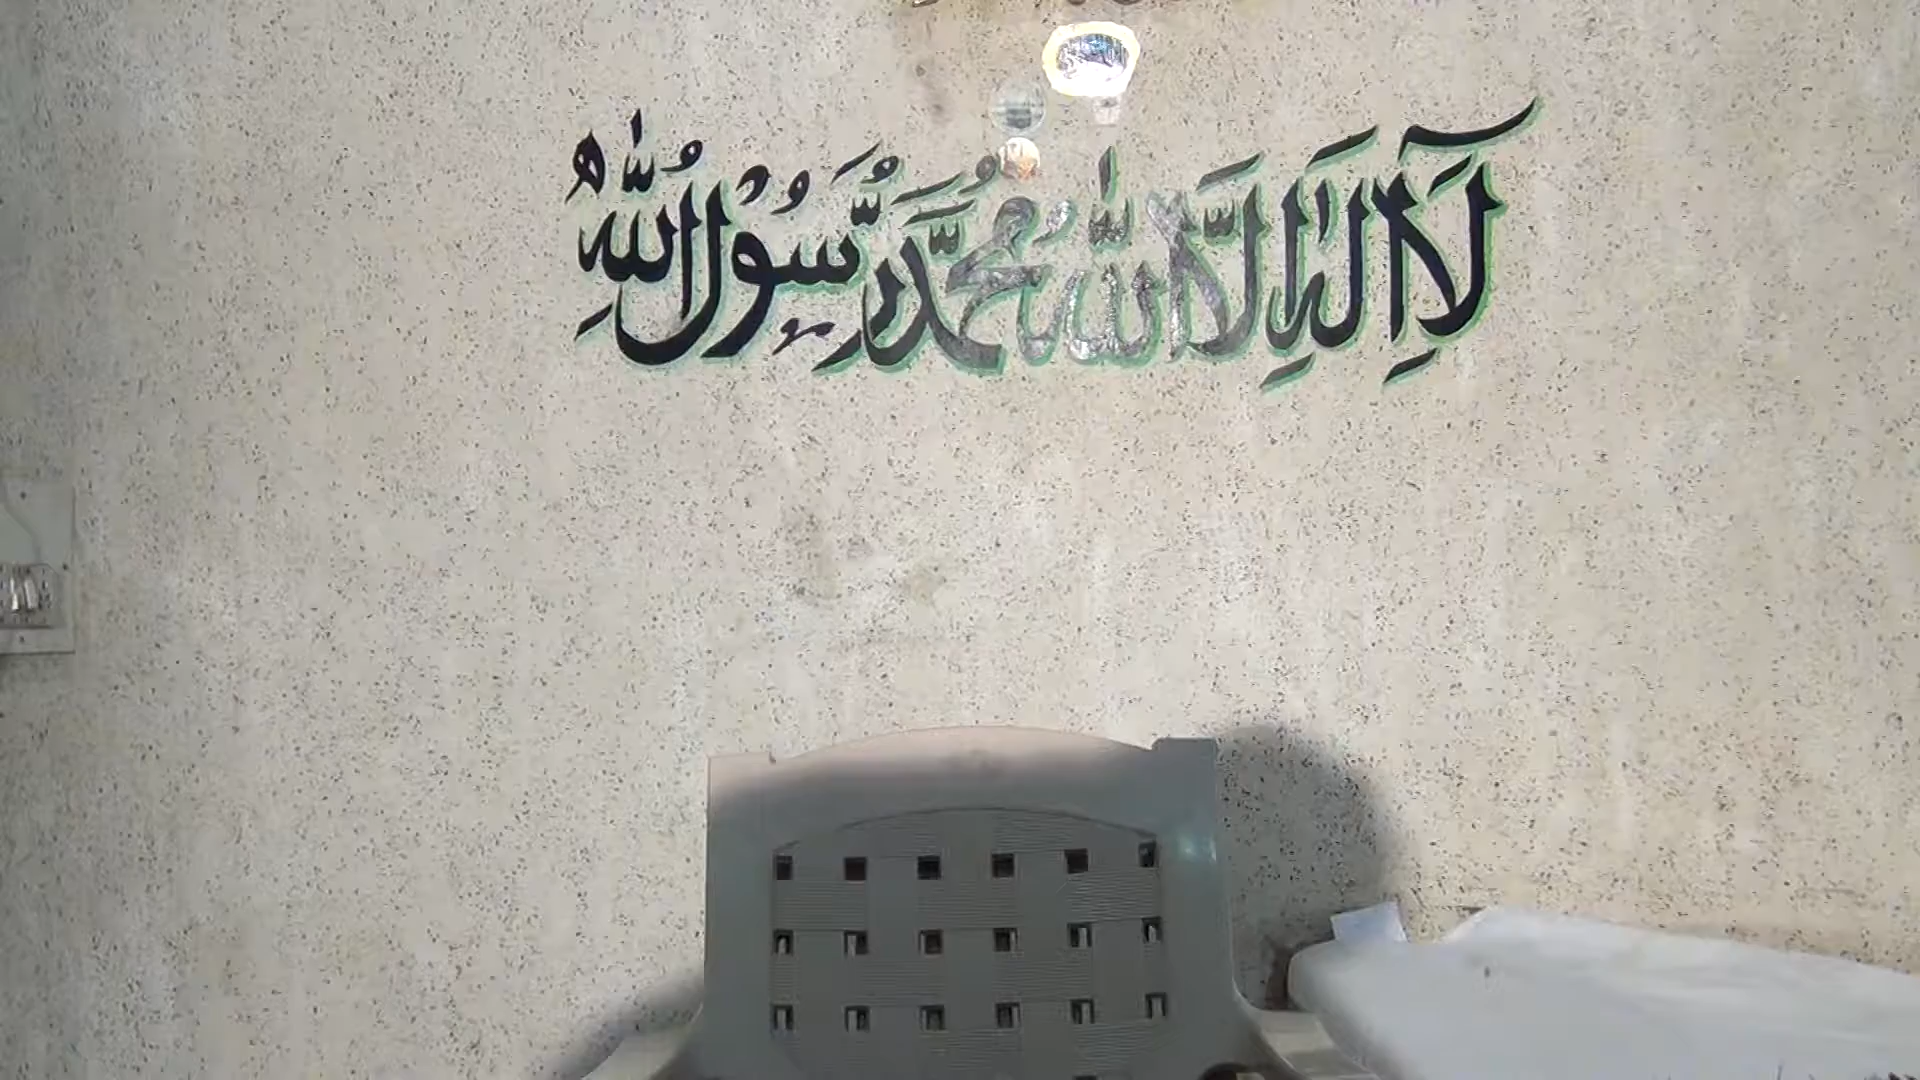 لَآ اِلٰهَ اِلَّا اللّٰهُ مُحَمَّدٌ رَّسُوْلُ اللّٰهِ